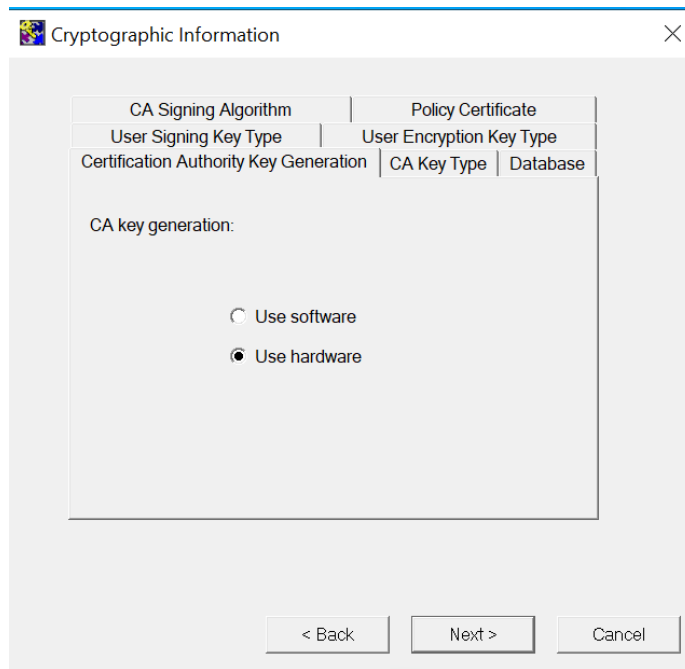 Cryptographic Information
CA Signing Algorithm Policy Certificate
User Signing Key Type User Encryption Key Type
Certification Authority Key Generation CA Key Type Database
CA key generation:
Use software
Use hardware
< Back Next > Cancel